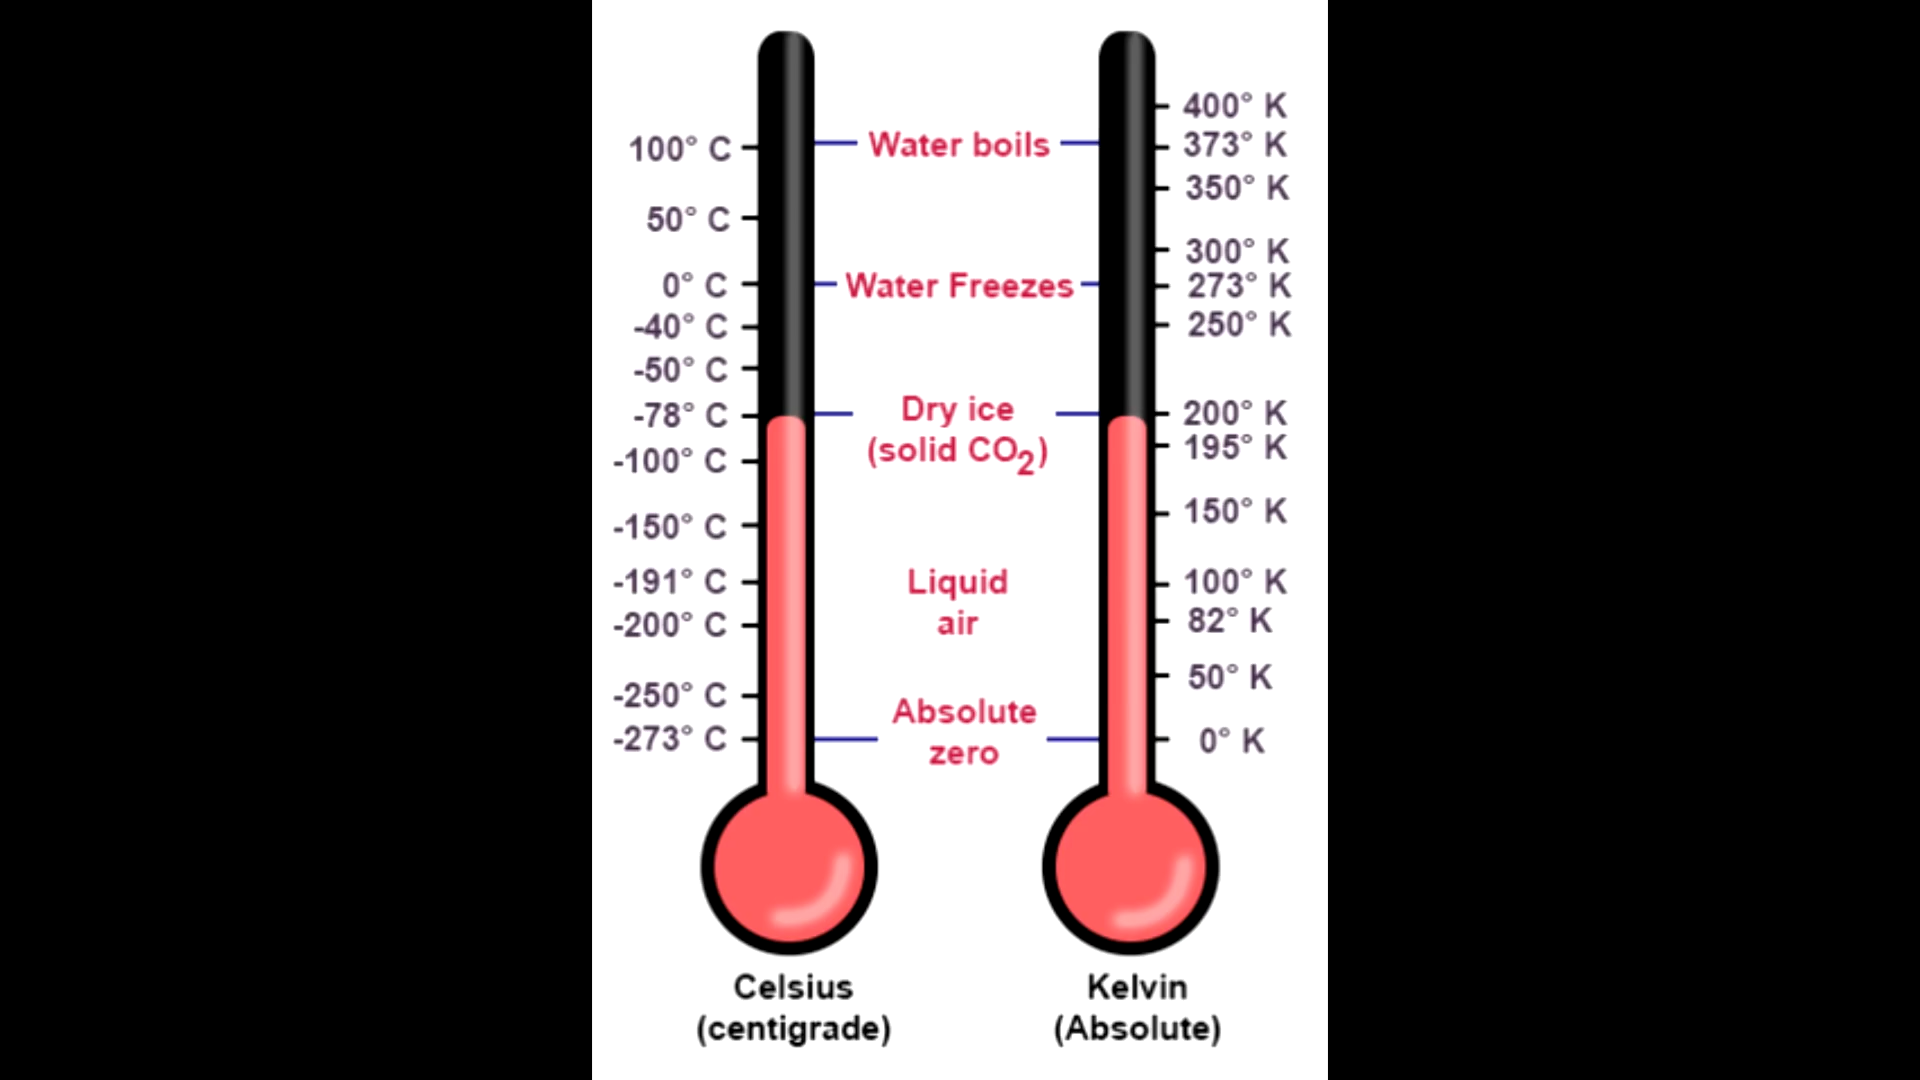 100° C
50° C
0° C
-40° C
-50° C
-78° C
-100° C
-150° C
-191° C
-200° C
-250° C
-273° C
Water boils
Water Freezes
Dry ice
(solid CO₂)
Liquid
air
Absolute
zero
400° K
373° K
350° K
300° K
273° K
250° K
200° K
195° K
150° K
100° K
82° K
50° K
0° K
Celsius
(centigrade)
Kelvin
(Absolute)